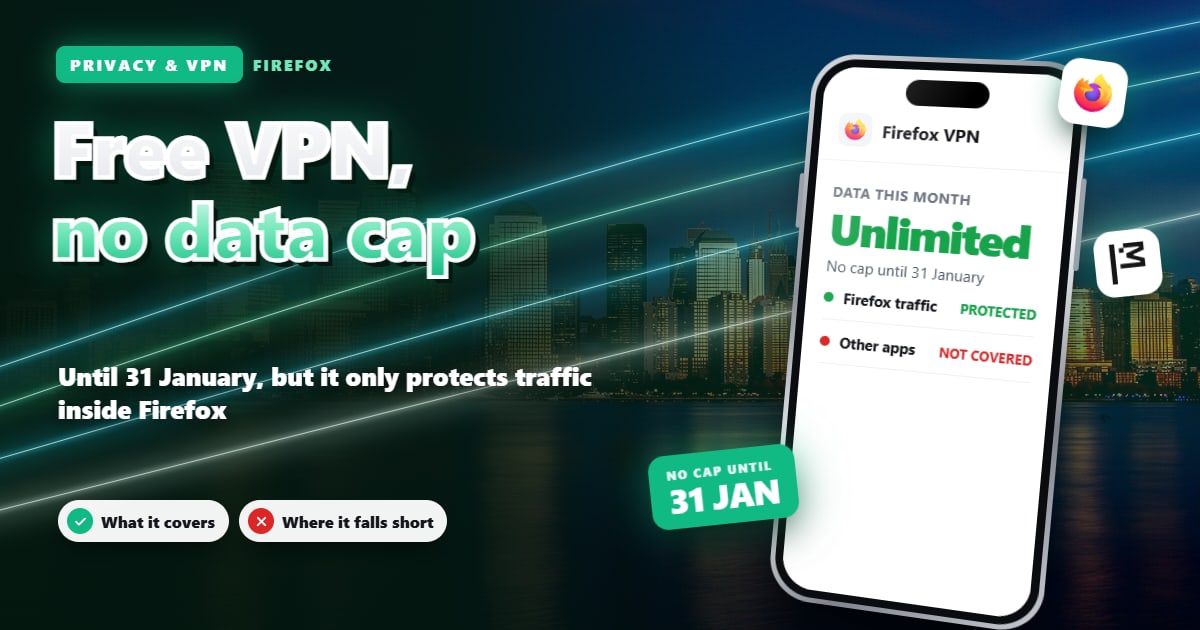 PRIVACY & VPN FIREFOX
Free VPN,
no data cap
Until 31 January, but it only protects traffic
inside Firefox
What it covers
Where it falls short
Firefox VPN
DATA THIS MONTH
Unlimited
No cap until 31 January
Firefox traffic PROTECTED
Other apps NOT COVERED
NO CAP UNTIL
31 JAN